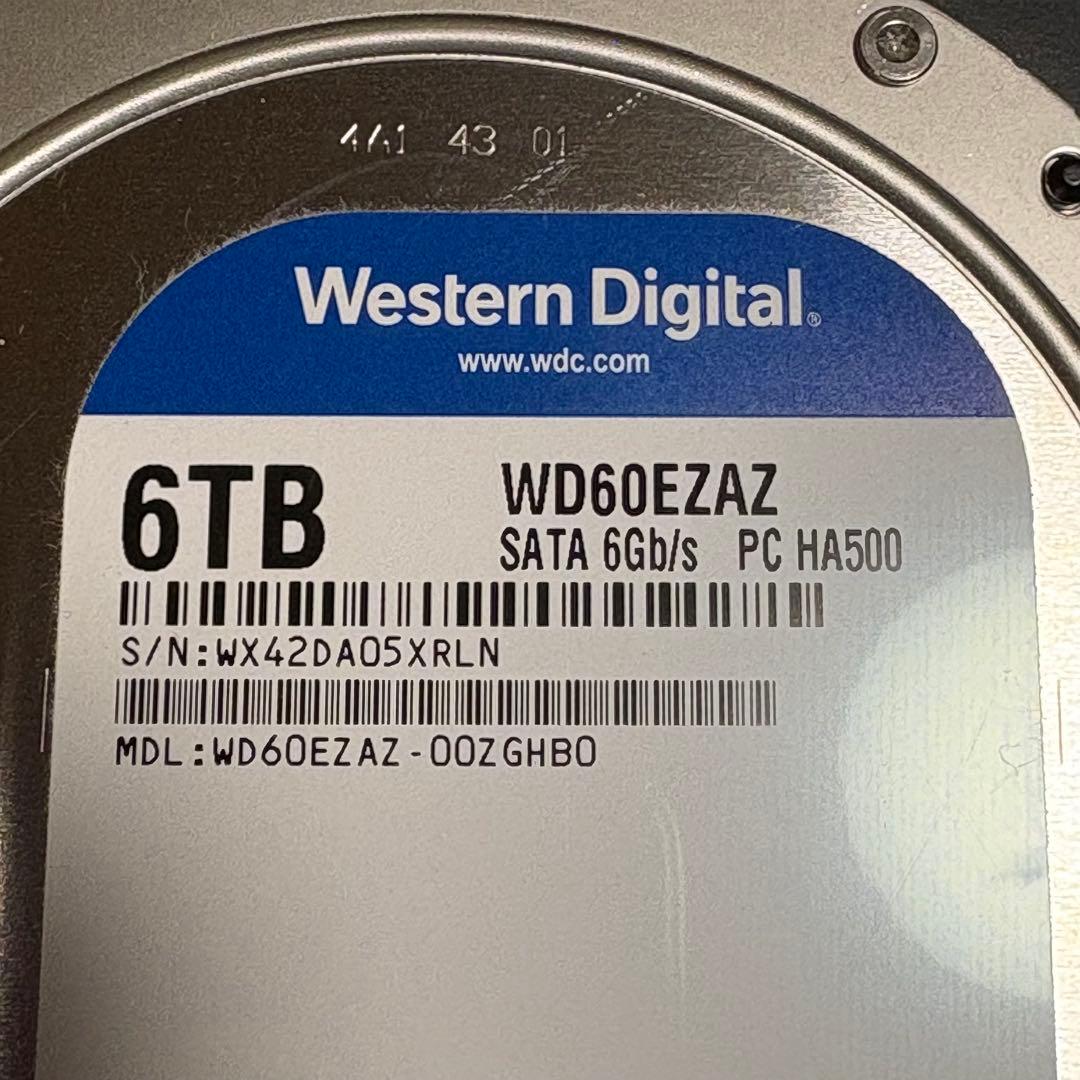 4A1 43 01
Western Digital®
www.wdc.com
6TB
WD60EZAZ
SATA 6Gb/s PC HA500
S/N:WX42DA05XRLN
MDL:WD60EZAZ-00ZGHB0